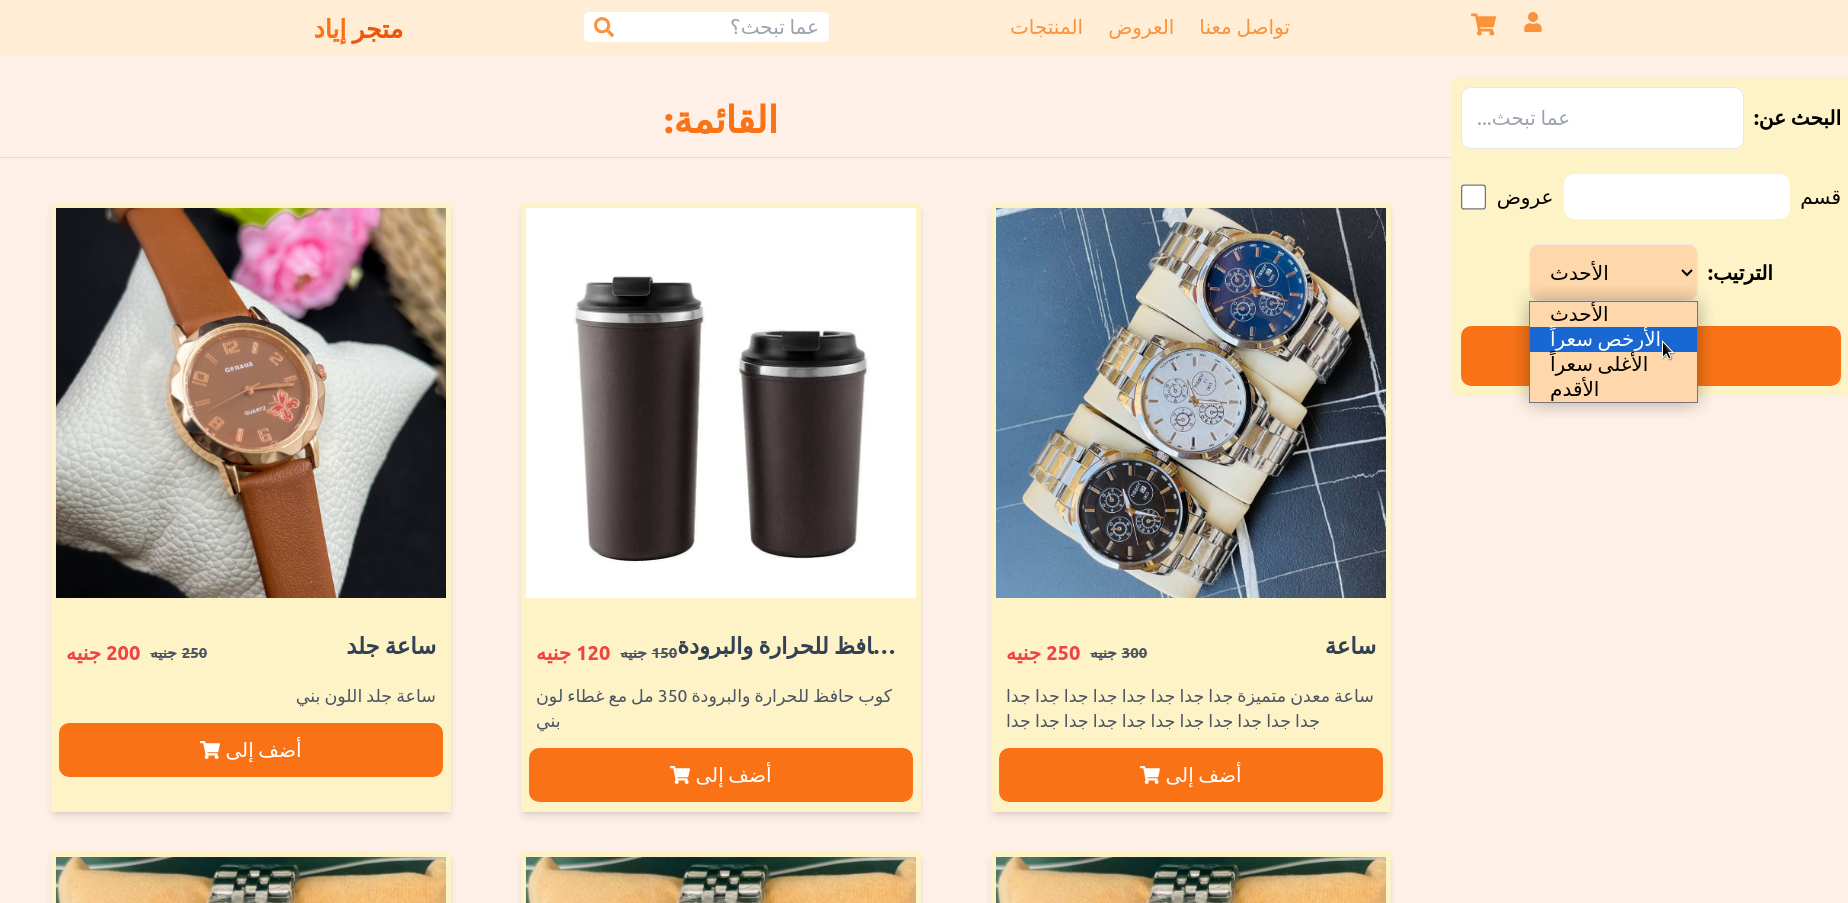 متجر إياد
عما تبحث؟
المنتجات
العروض
تواصل معنا
البحث عن:
عما تبحث...
قسم
عروض
الترتيب:
الأحدث
الأحدث
الأرخص سعراً
الأغلى سعراً
الأقدم
القائمة:
ساعة
300 جنيه
250 جنيه
ساعة معدن متميزة جدا جدا جدا جدا جدا جدا جدا جدا
جدا جدا جدا جدا جدا جدا جدا جدا جدا جدا جدا
أضف إلى
...افظ للحرارة والبرودة
150 جنيه
120 جنيه
كوب حافظ للحرارة والبرودة 350 مل مع غطاء لون
بني
أضف إلى
Genaus
QUARTZ
ساعة جلد
250 جنيه
200 جنيه
ساعة جلد اللون بني
أضف إلى